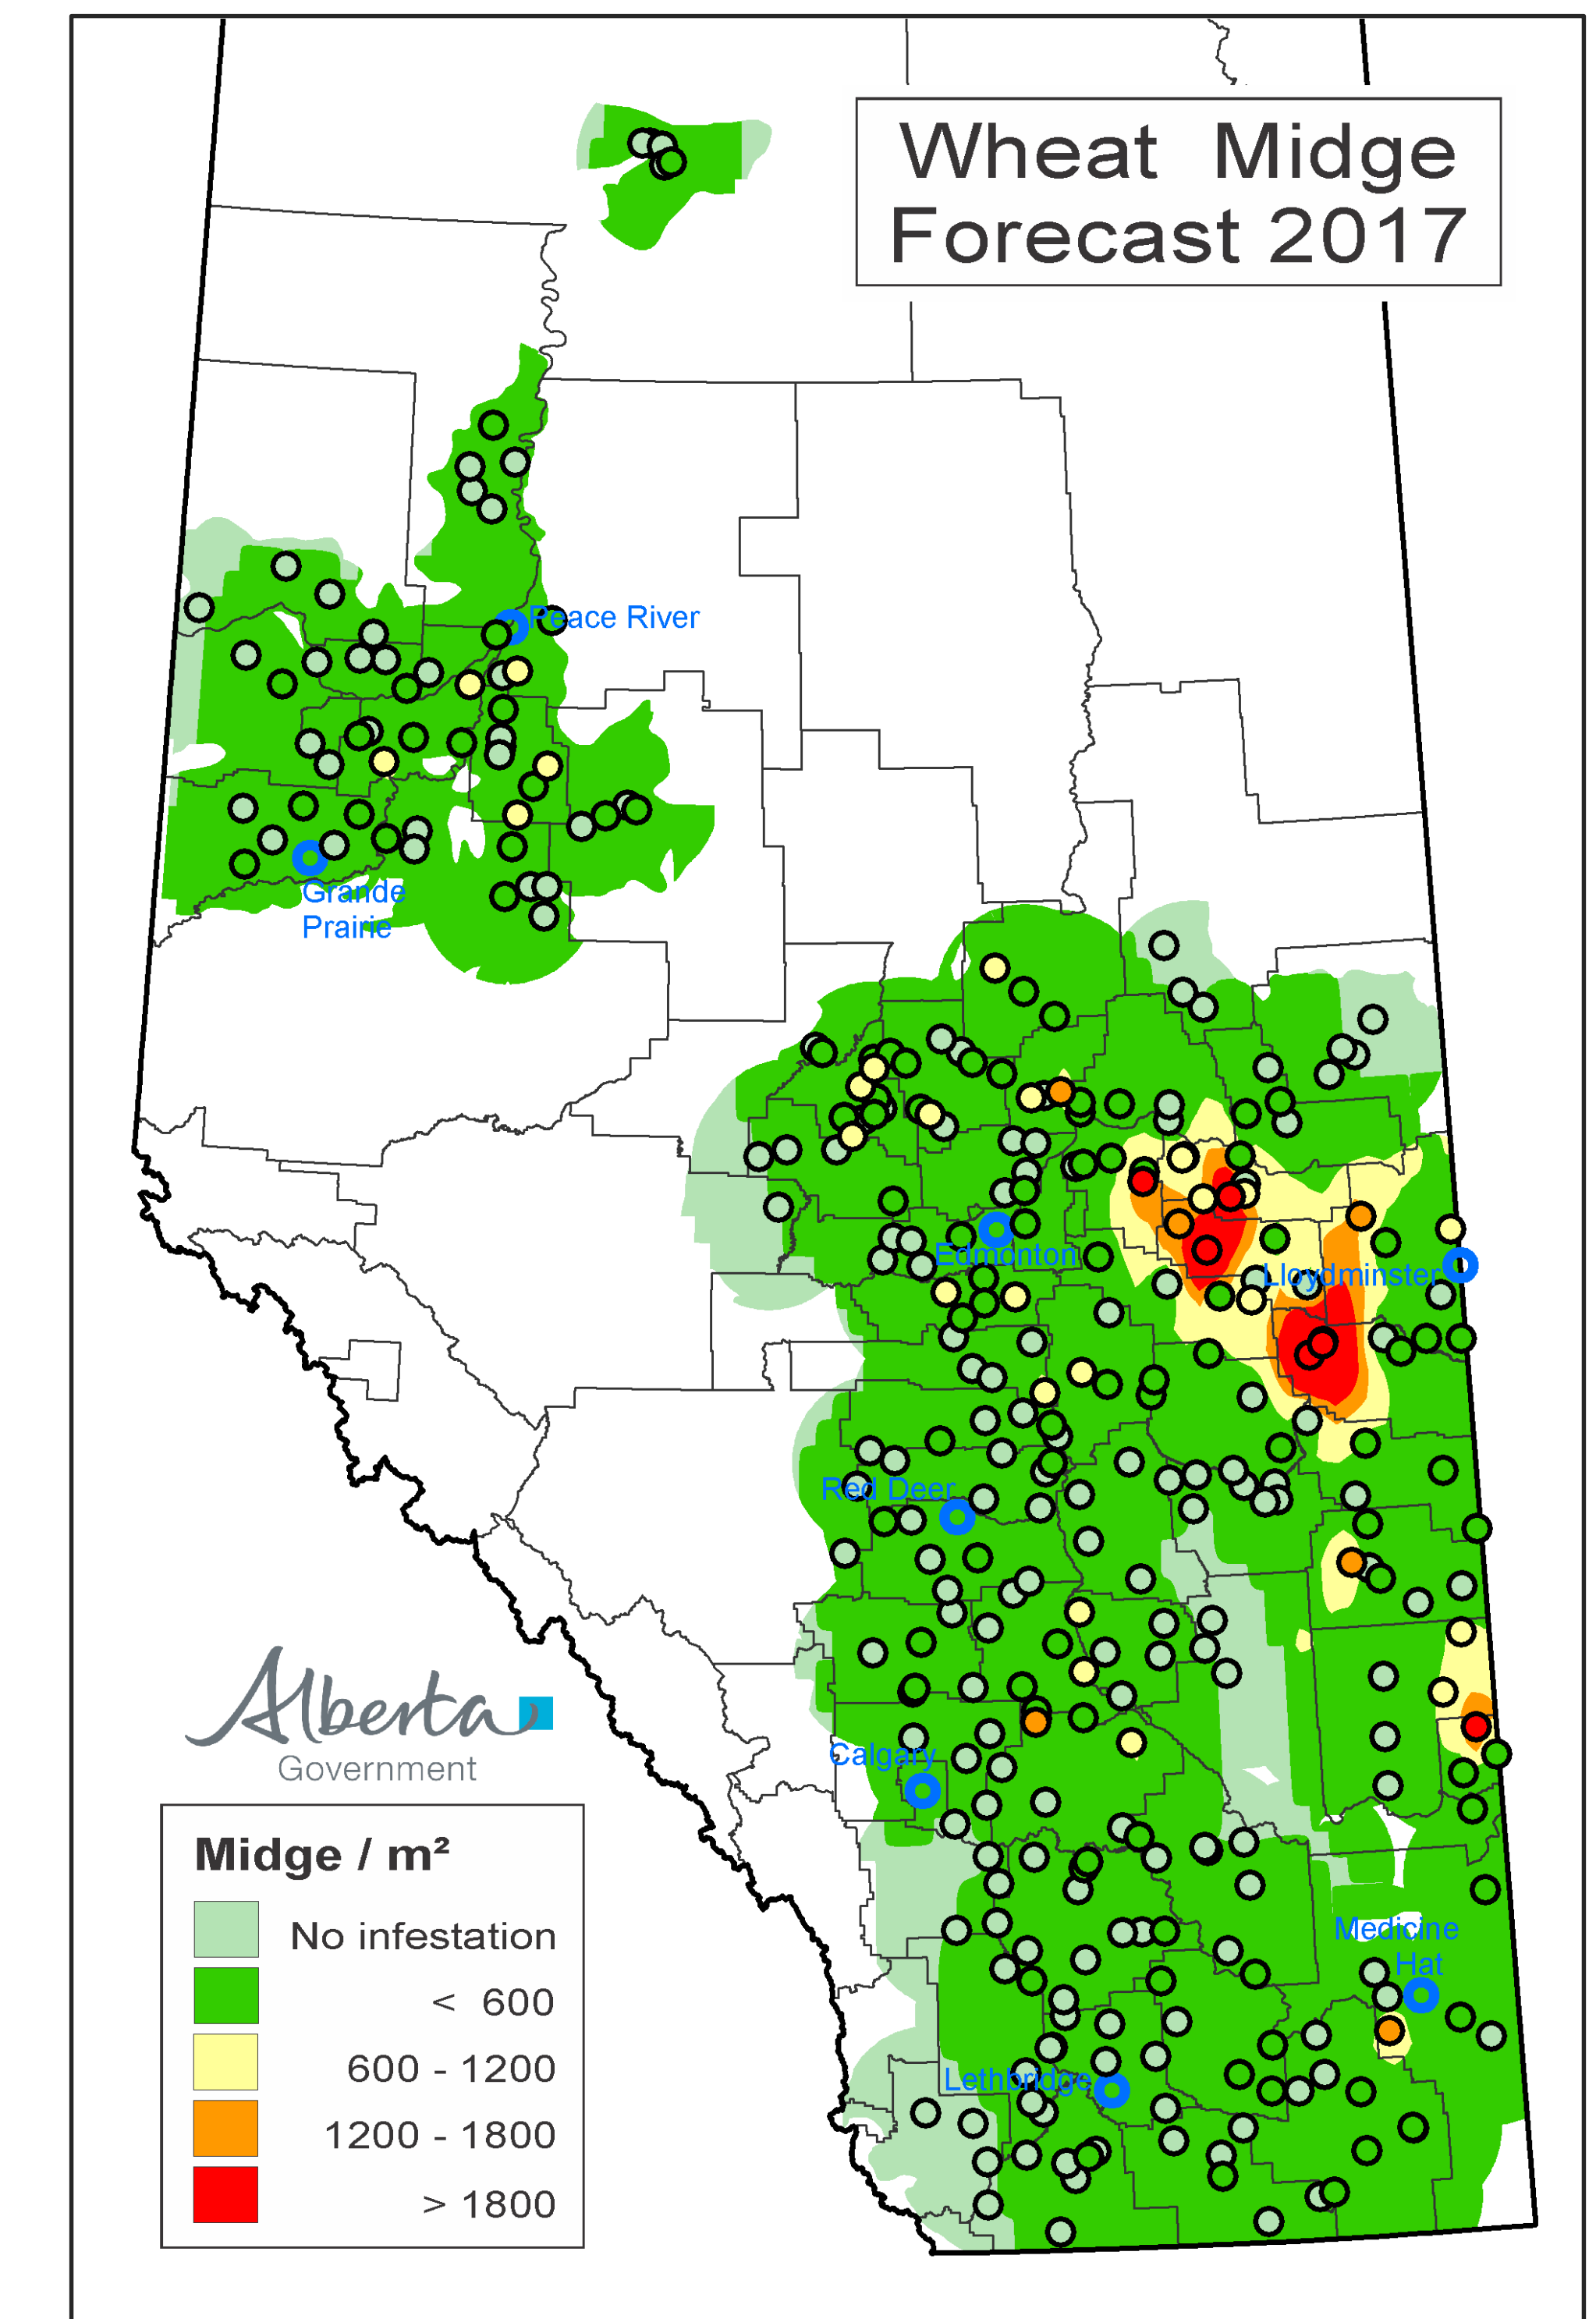 Wheat Midge
Forecast 2017
Peace River
Grande
Prairie
Edmonton
Lloydminster
Red Deer
Calgary
Medicine
Hat
Lethbridge
Alberta
Government
Midge / m²
No infestation
< 600
600 - 1200
1200 - 1800
> 1800